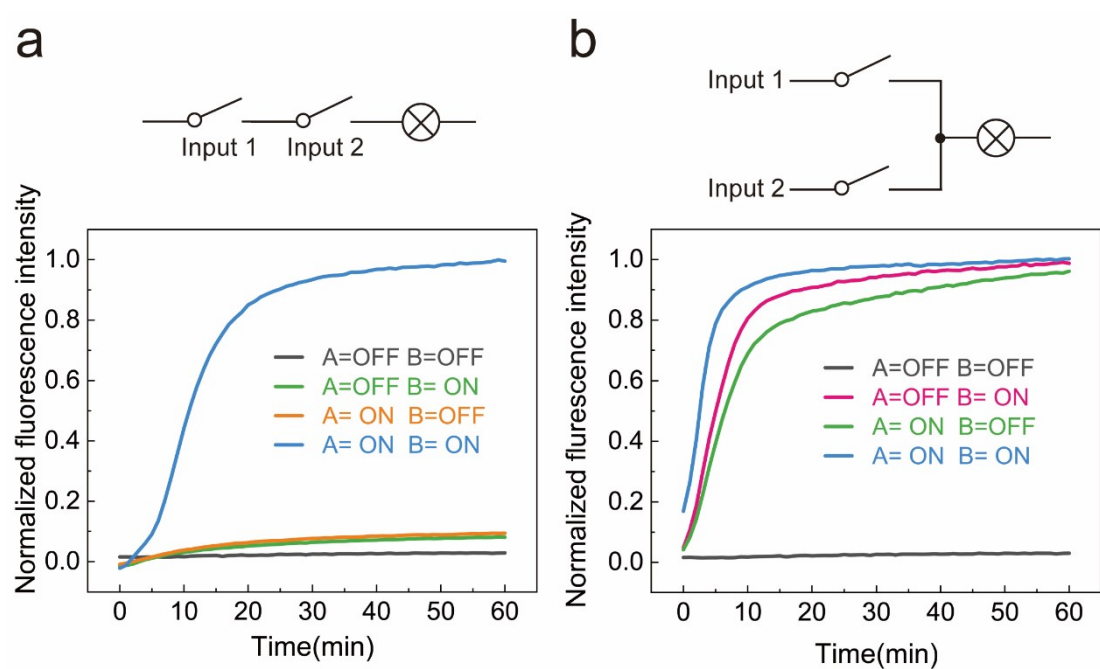 a
Input 1
Input 2
Normalized fluorescence intensity
1.0
0.8
0.6
0.4
0.2
0.0
A=OFF B=OFF
A=OFF B= ON
A= ON B=OFF
A= ON B= ON
0 10 20 30 40 50 60
Time(min)
b
Input 1
Input 2
Normalized flurescence intensity
1.0
0.8
0.6
0.4
0.2
0.0
A=OFF B=OFF
A=OFF B= ON
A= ON B=OFF
A= ON B= ON
0 10 20 30 40 50 60
Time(min)